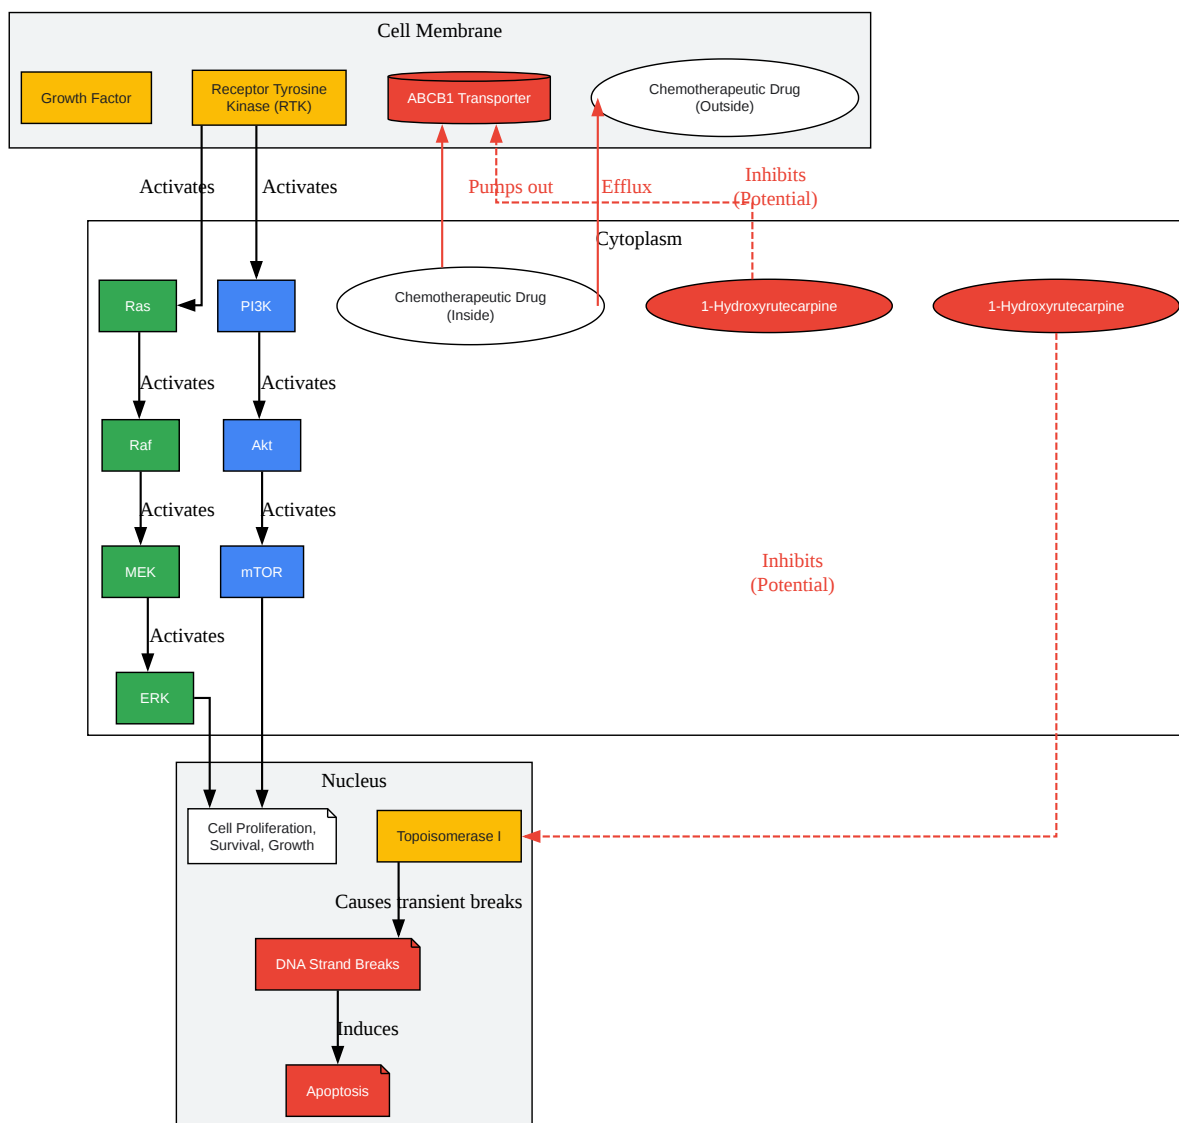 Cell Membrane
Growth Factor
Receptor Tyrosine
Kinase (RTK)
ABCB1 Transporter
Chemotherapeutic Drug
(Outside)
Activates
Activates
Pumps out
Efflux
Inhibits
(Potential)
Cytoplasm
Ras
PI3K
Chemotherapeutic Drug
(Inside)
1-Hydroxyrutecarpine
1-Hydroxyrutecarpine
Activates
Activates
Raf
Akt
Activates
Activates
MEK
mTOR
Inhibits
(Potential)
Activates
ERK
Nucleus
Cell Proliferation,
Survival, Growth
Topoisomerase I
Causes transient breaks
DNA Strand Breaks
Induces
Apoptosis